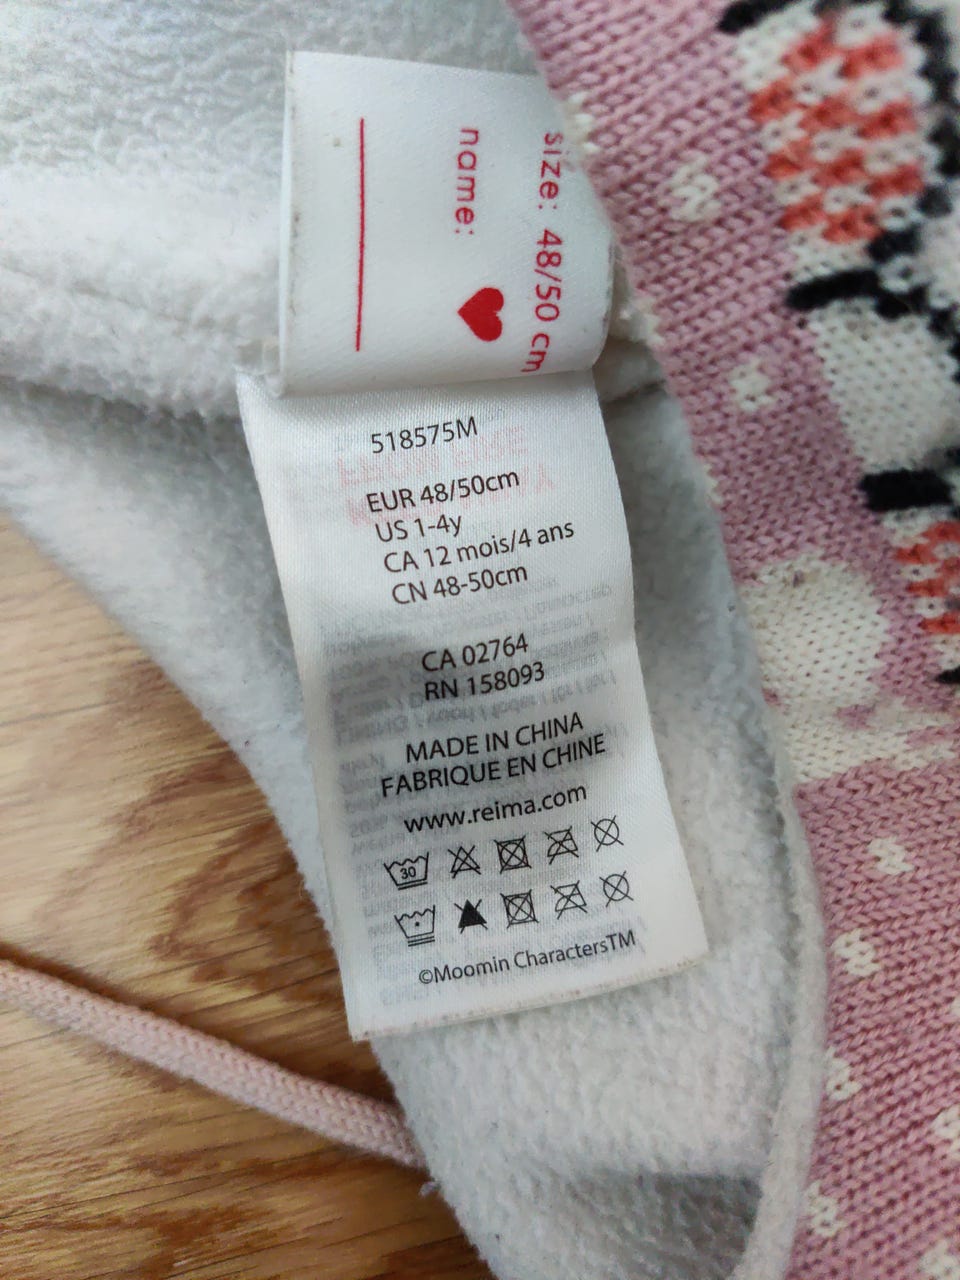 size: 48/50 cm
name:
518575M
EUR 48/50cm
US 1-4y
CA 12 mois/4 ans
CN 48-50cm
CA 02764
RN 158093
MADE IN CHINA
FABRIQUE EN CHINE
www.reima.com
30
©Moomin Characters™